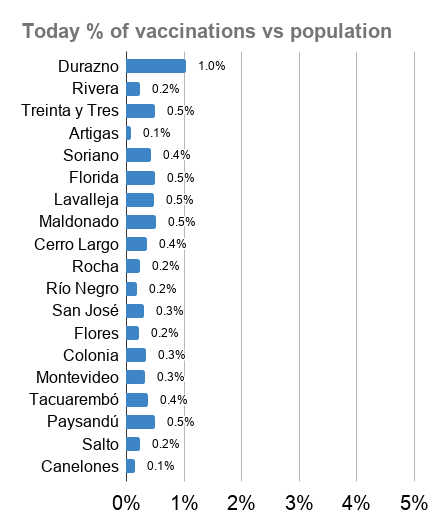 Today % of vaccinations vs population
Durazno 1.0%
Rivera 0.2%
Treinta y Tres 0.5%
Artigas 0.1%
Soriano 0.4%
Florida 0.5%
Lavalleja 0.5%
Maldonado 0.5%
Cerro Largo 0.4%
Rocha 0.2%
Río Negro 0.2%
San José 0.3%
Flores 0.2%
Colonia 0.3%
Montevideo 0.3%
Tacuarembó 0.4%
Paysandú 0.5%
Salto 0.2%
Canelones 0.1%
0% 1% 2% 3% 4% 5%